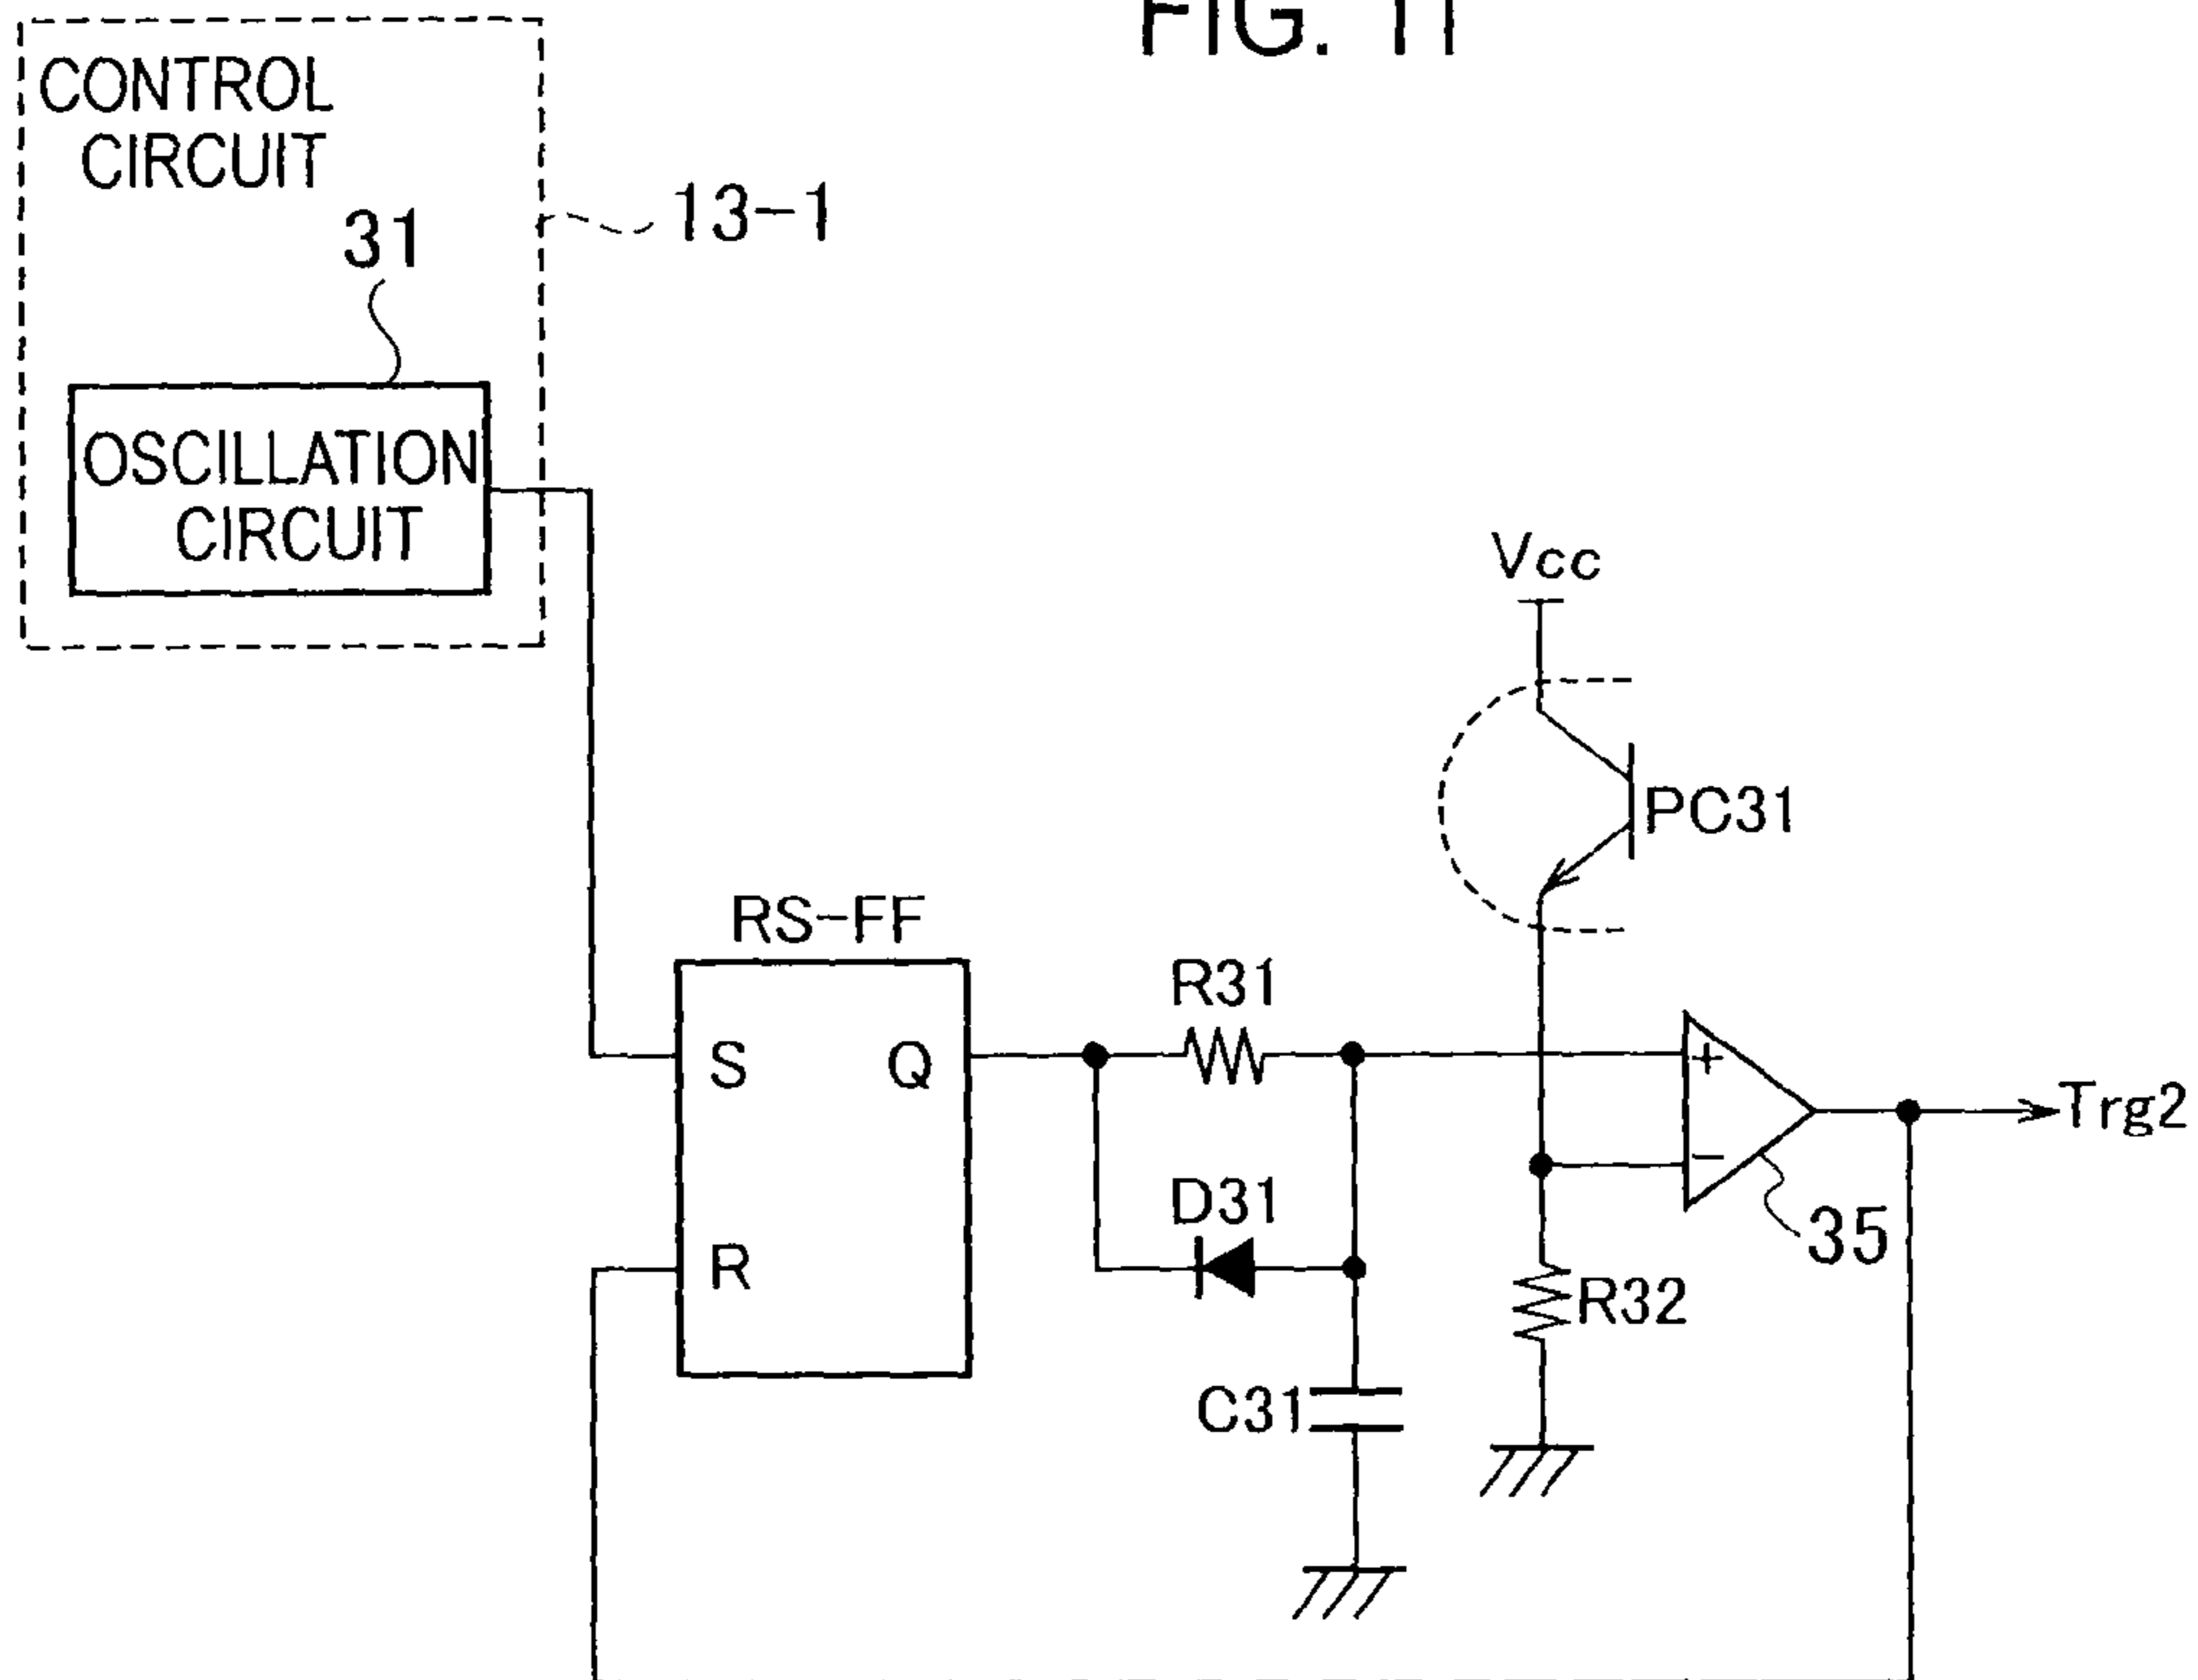 FIG. 11
CONTROL
CIRCUIT
13-1
31
OSCILLATION
CIRCUIT
Vcc
PC31
RS-FF
R31
S
Q
+
Trg2
D31
−
35
R
R32
C31